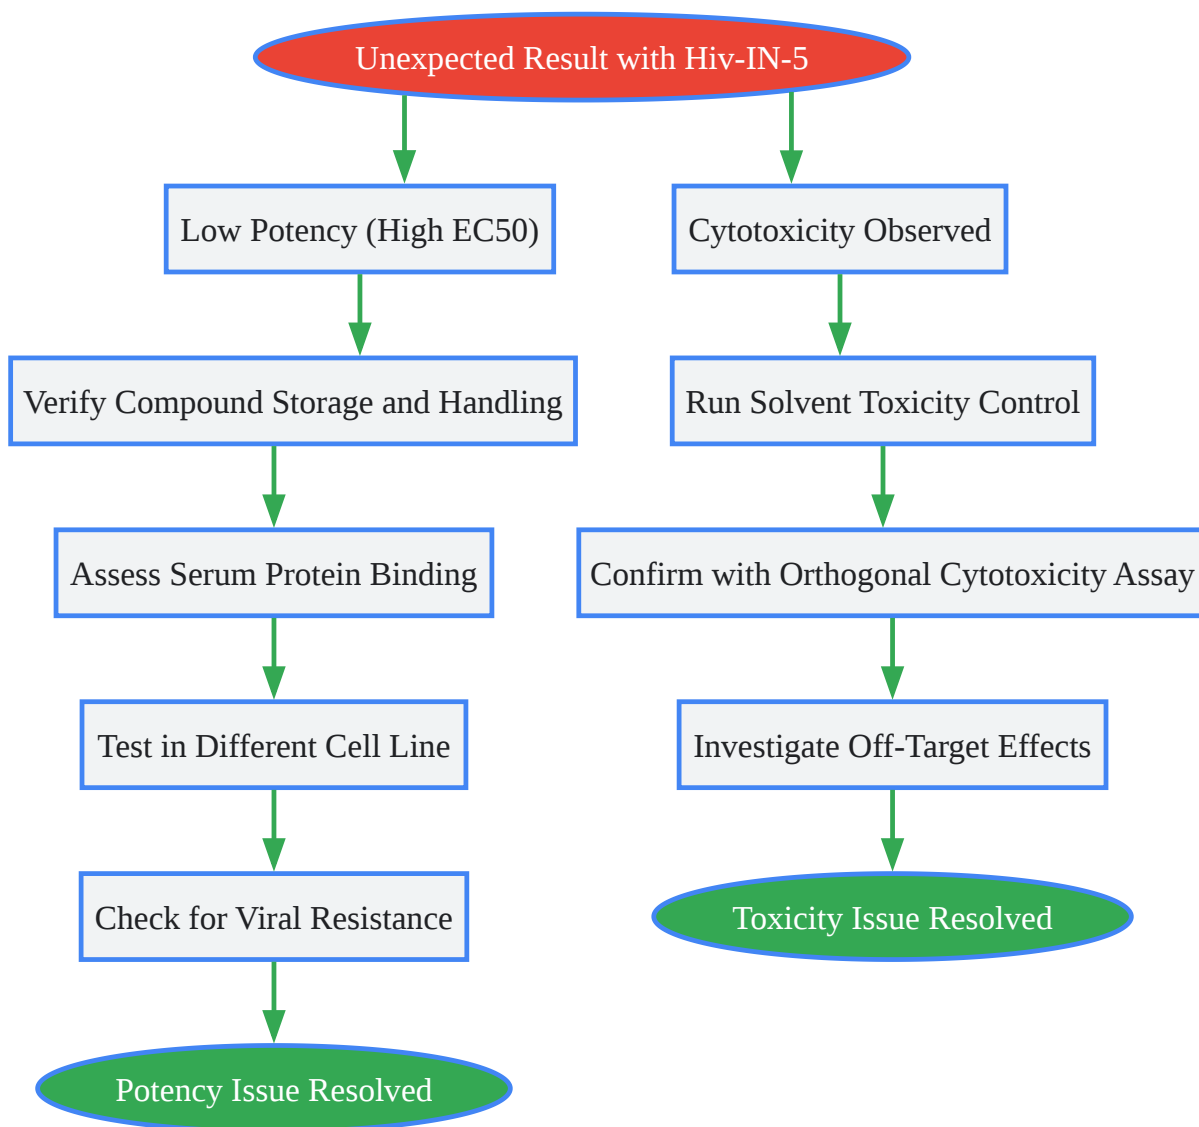 Unexpected Result with Hiv-IN-5
Low Potency (High EC50)
Cytotoxicity Observed
Verify Compound Storage and Handling
Run Solvent Toxicity Control
Assess Serum Protein Binding
Confirm with Orthogonal Cytotoxicity Assay
Test in Different Cell Line
Investigate Off-Target Effects
Check for Viral Resistance
Toxicity Issue Resolved
Potency Issue Resolved